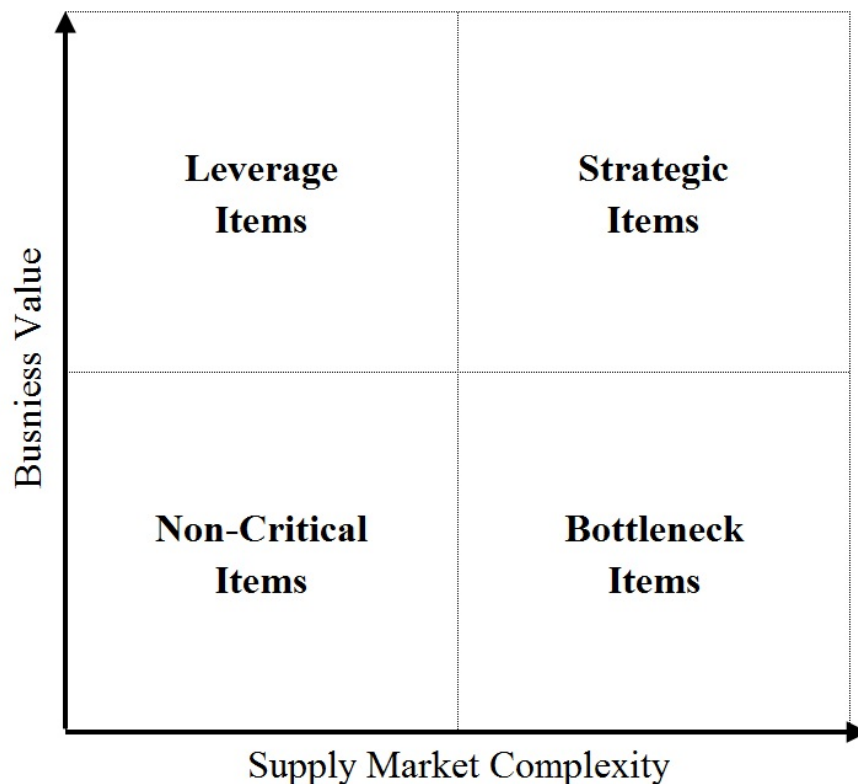 Leverage
Items
Strategic
Items
Busniess Value
Non-Critical
Items
Bottleneck
Items
Supply Market Complexity